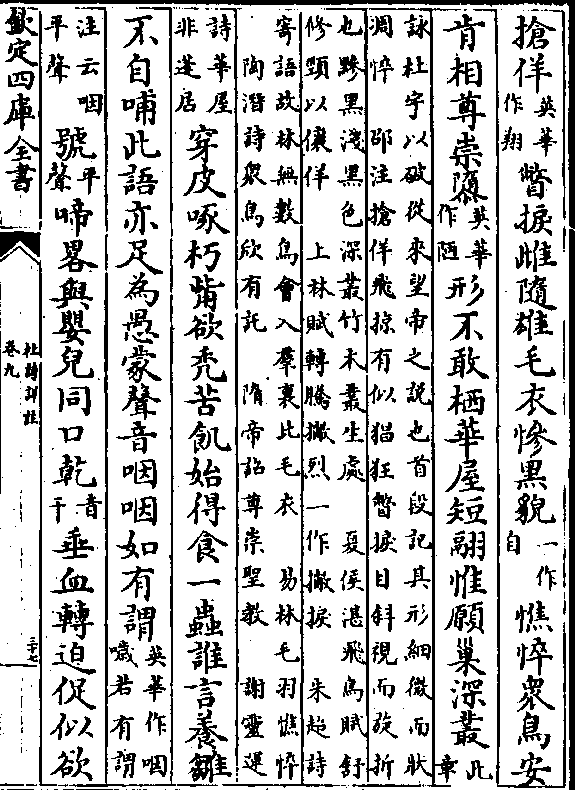 搶佯英華作翔瞥捩雌隨雄毛衣慘黑貌一作自憔悴衆鳥安
肯相尊崇隳英華作陋形不敢栖華屋短翮惟願巢深叢此章
詠杜宇以破從來望帝之説也首段記其形細微而狀
凋悴 邵注搶佯飛掠有似猖狂瞥捩目斜視而旋折
也黲黑淺黑色深叢竹木叢生處 夏侯湛飛鳥賦舒
修頸以儴佯 上林賦轉騰撇烈一作撇捩 朱超詩
寄語故林無數鳥會入羣裏比毛衣 易林毛羽憔悴
陶潛詩衆鳥欣有託 隋帝詔尊崇聖教 謝靈運
詩華屋非蓬居 穿皮啄朽觜欲秃苦飢始得食一蟲誰言養雛
不自哺此語亦足為愚蒙聲音咽咽如有謂英華作咽噦若有謂
注云咽平聲 號平聲啼畧與嬰兒同口乾音干垂血轉迫促似欲
欽定四庫全書
杜詩詳註
卷九
三十七